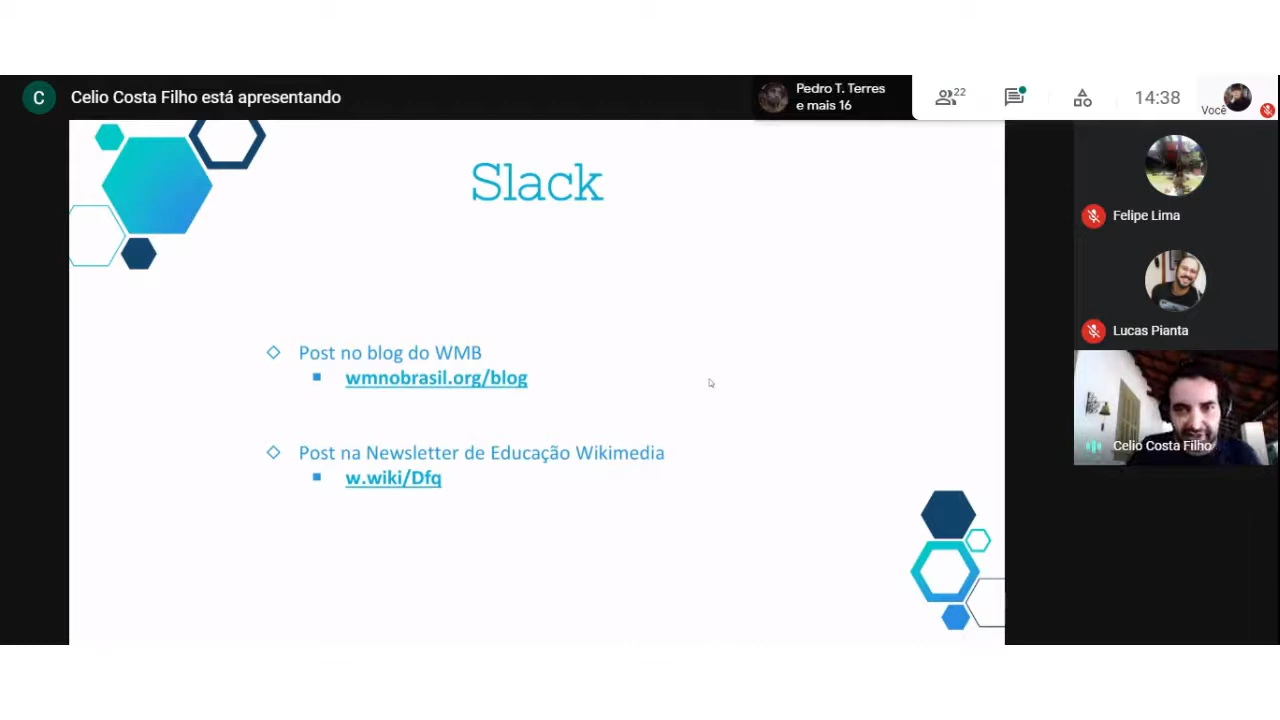 C
Celio Costa Filho está apresentando
Pedro T. Terres
e mais 16
22
14:38
Você
Slack
Post no blog do WMB
wmnobrasil.org/blog
Post na Newsletter de Educação Wikimedia
w.wiki/Dfq
Felipe Lima
Lucas Pianta
Celio Costa Filho